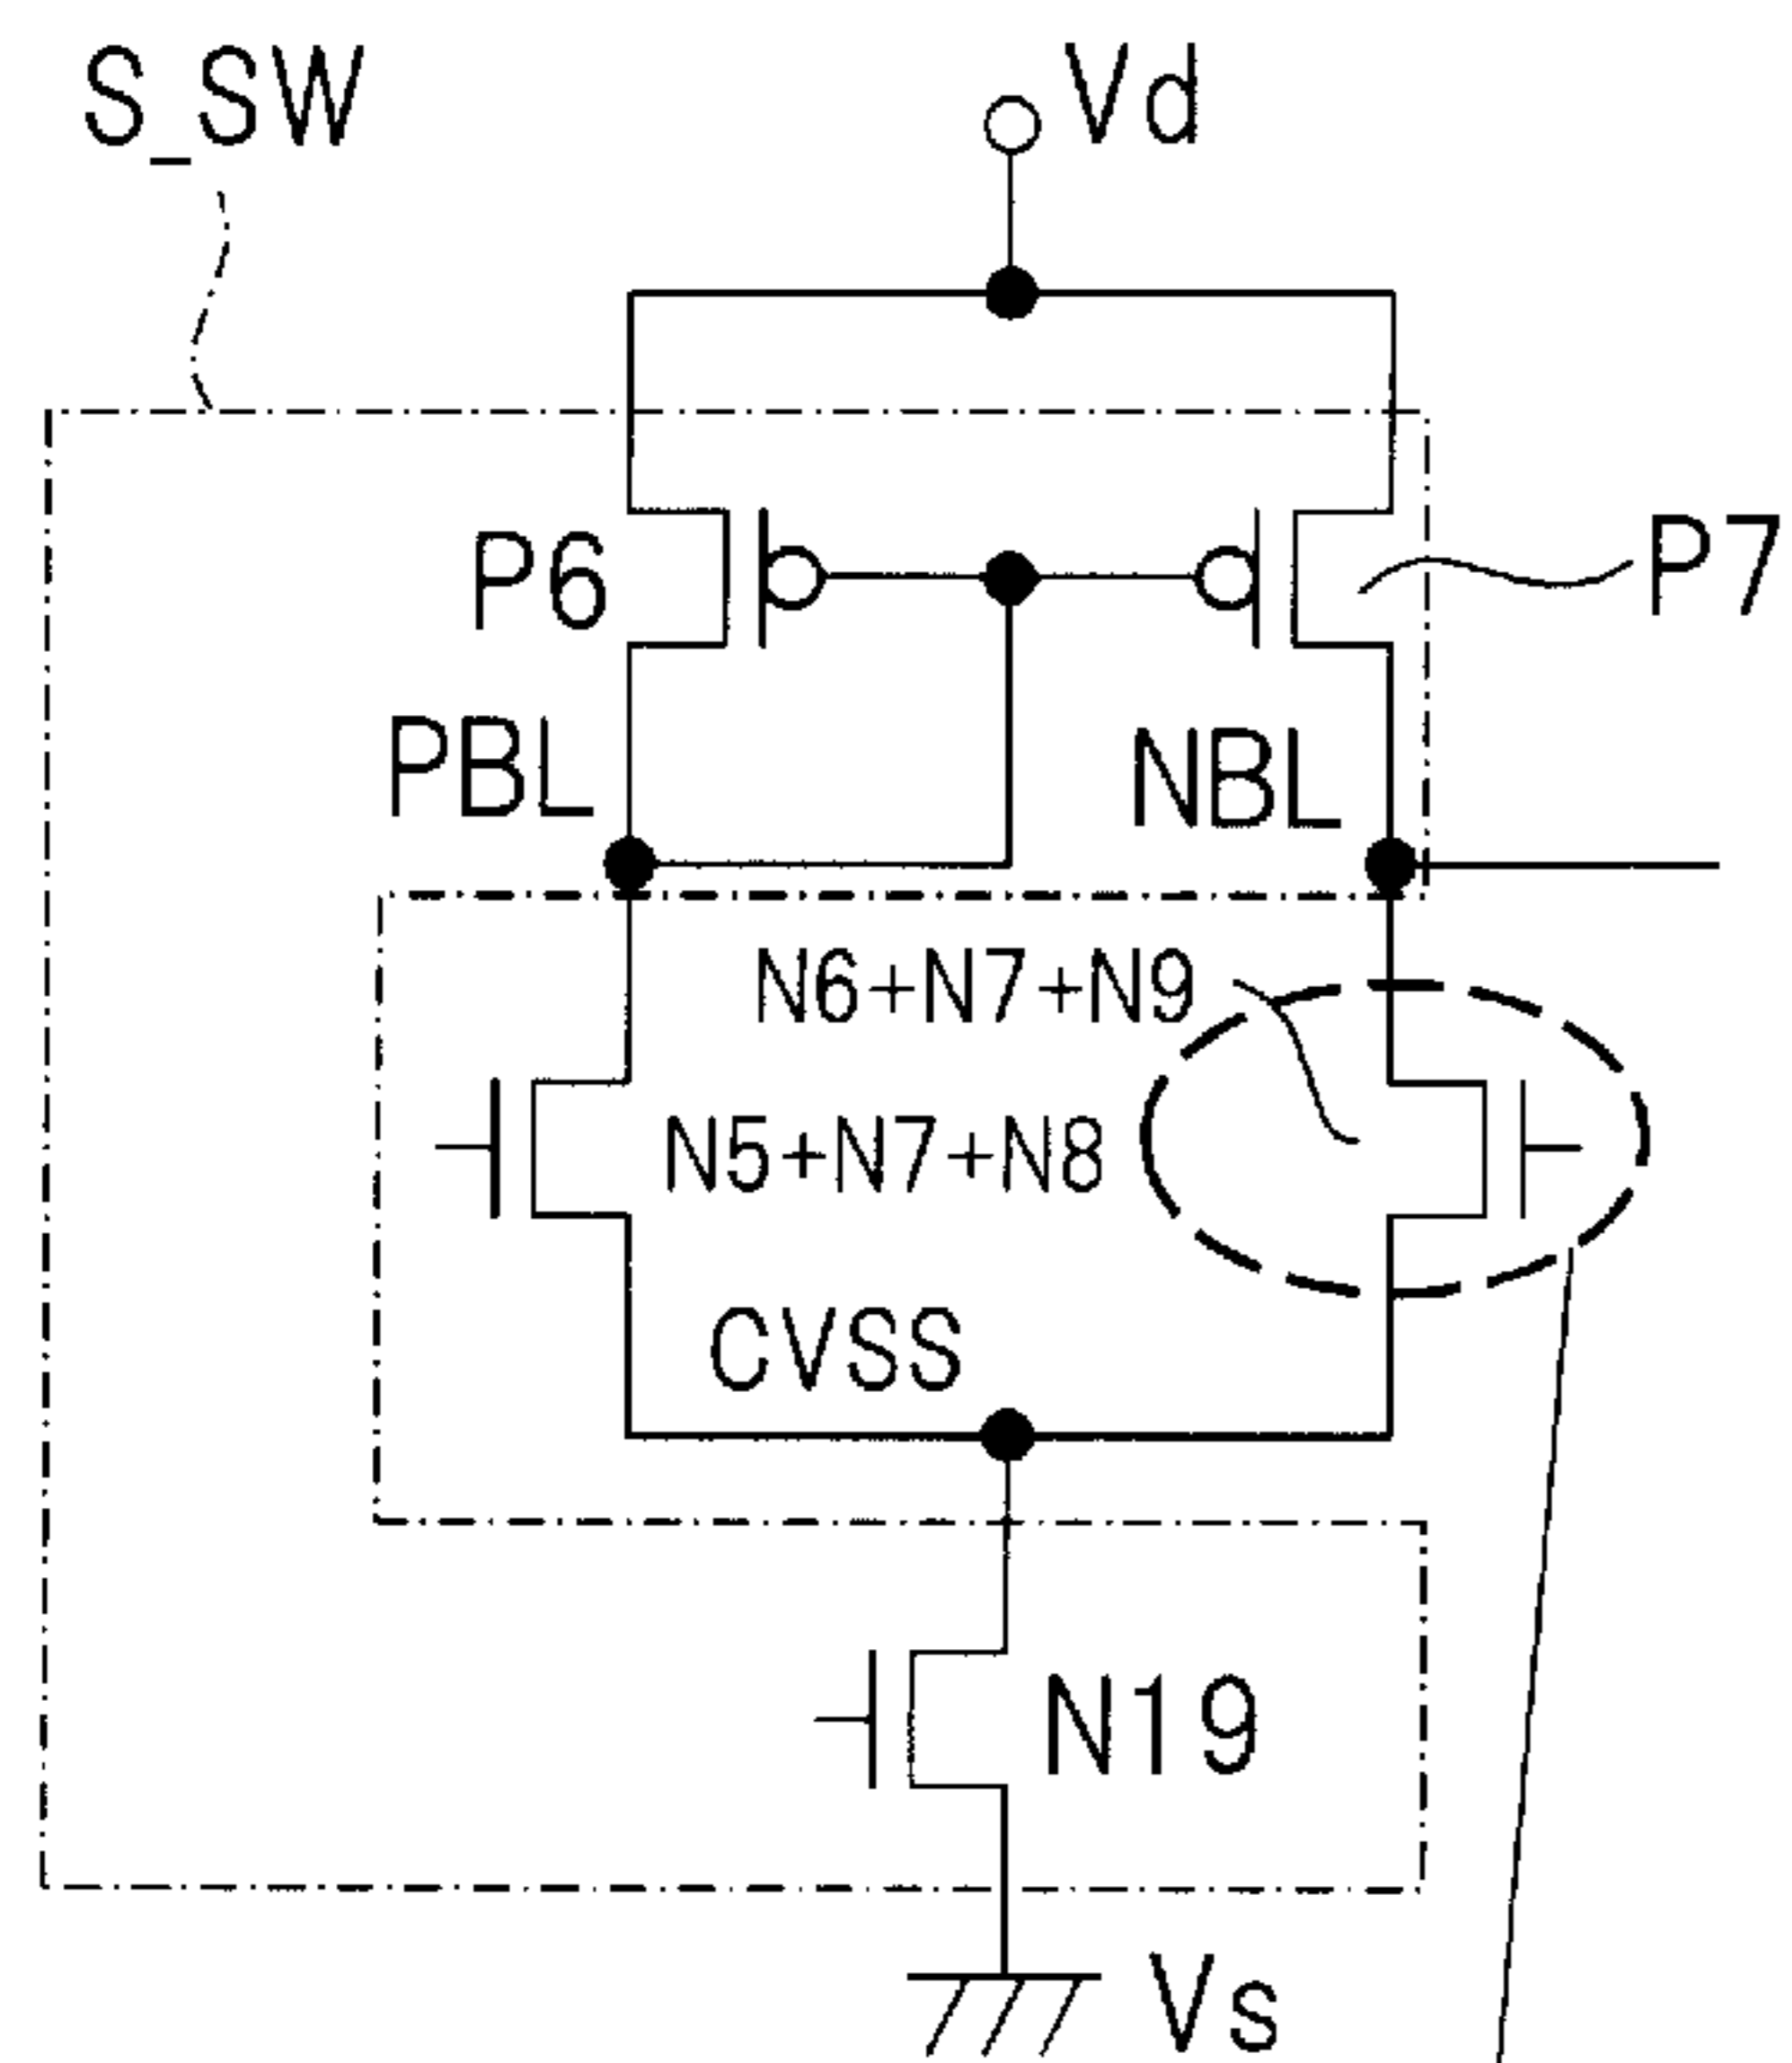 S_SW
Vd
P6
P7
PBL
NBL
N6+N7+N9
N5+N7+N8
CVSS
N19
Vs